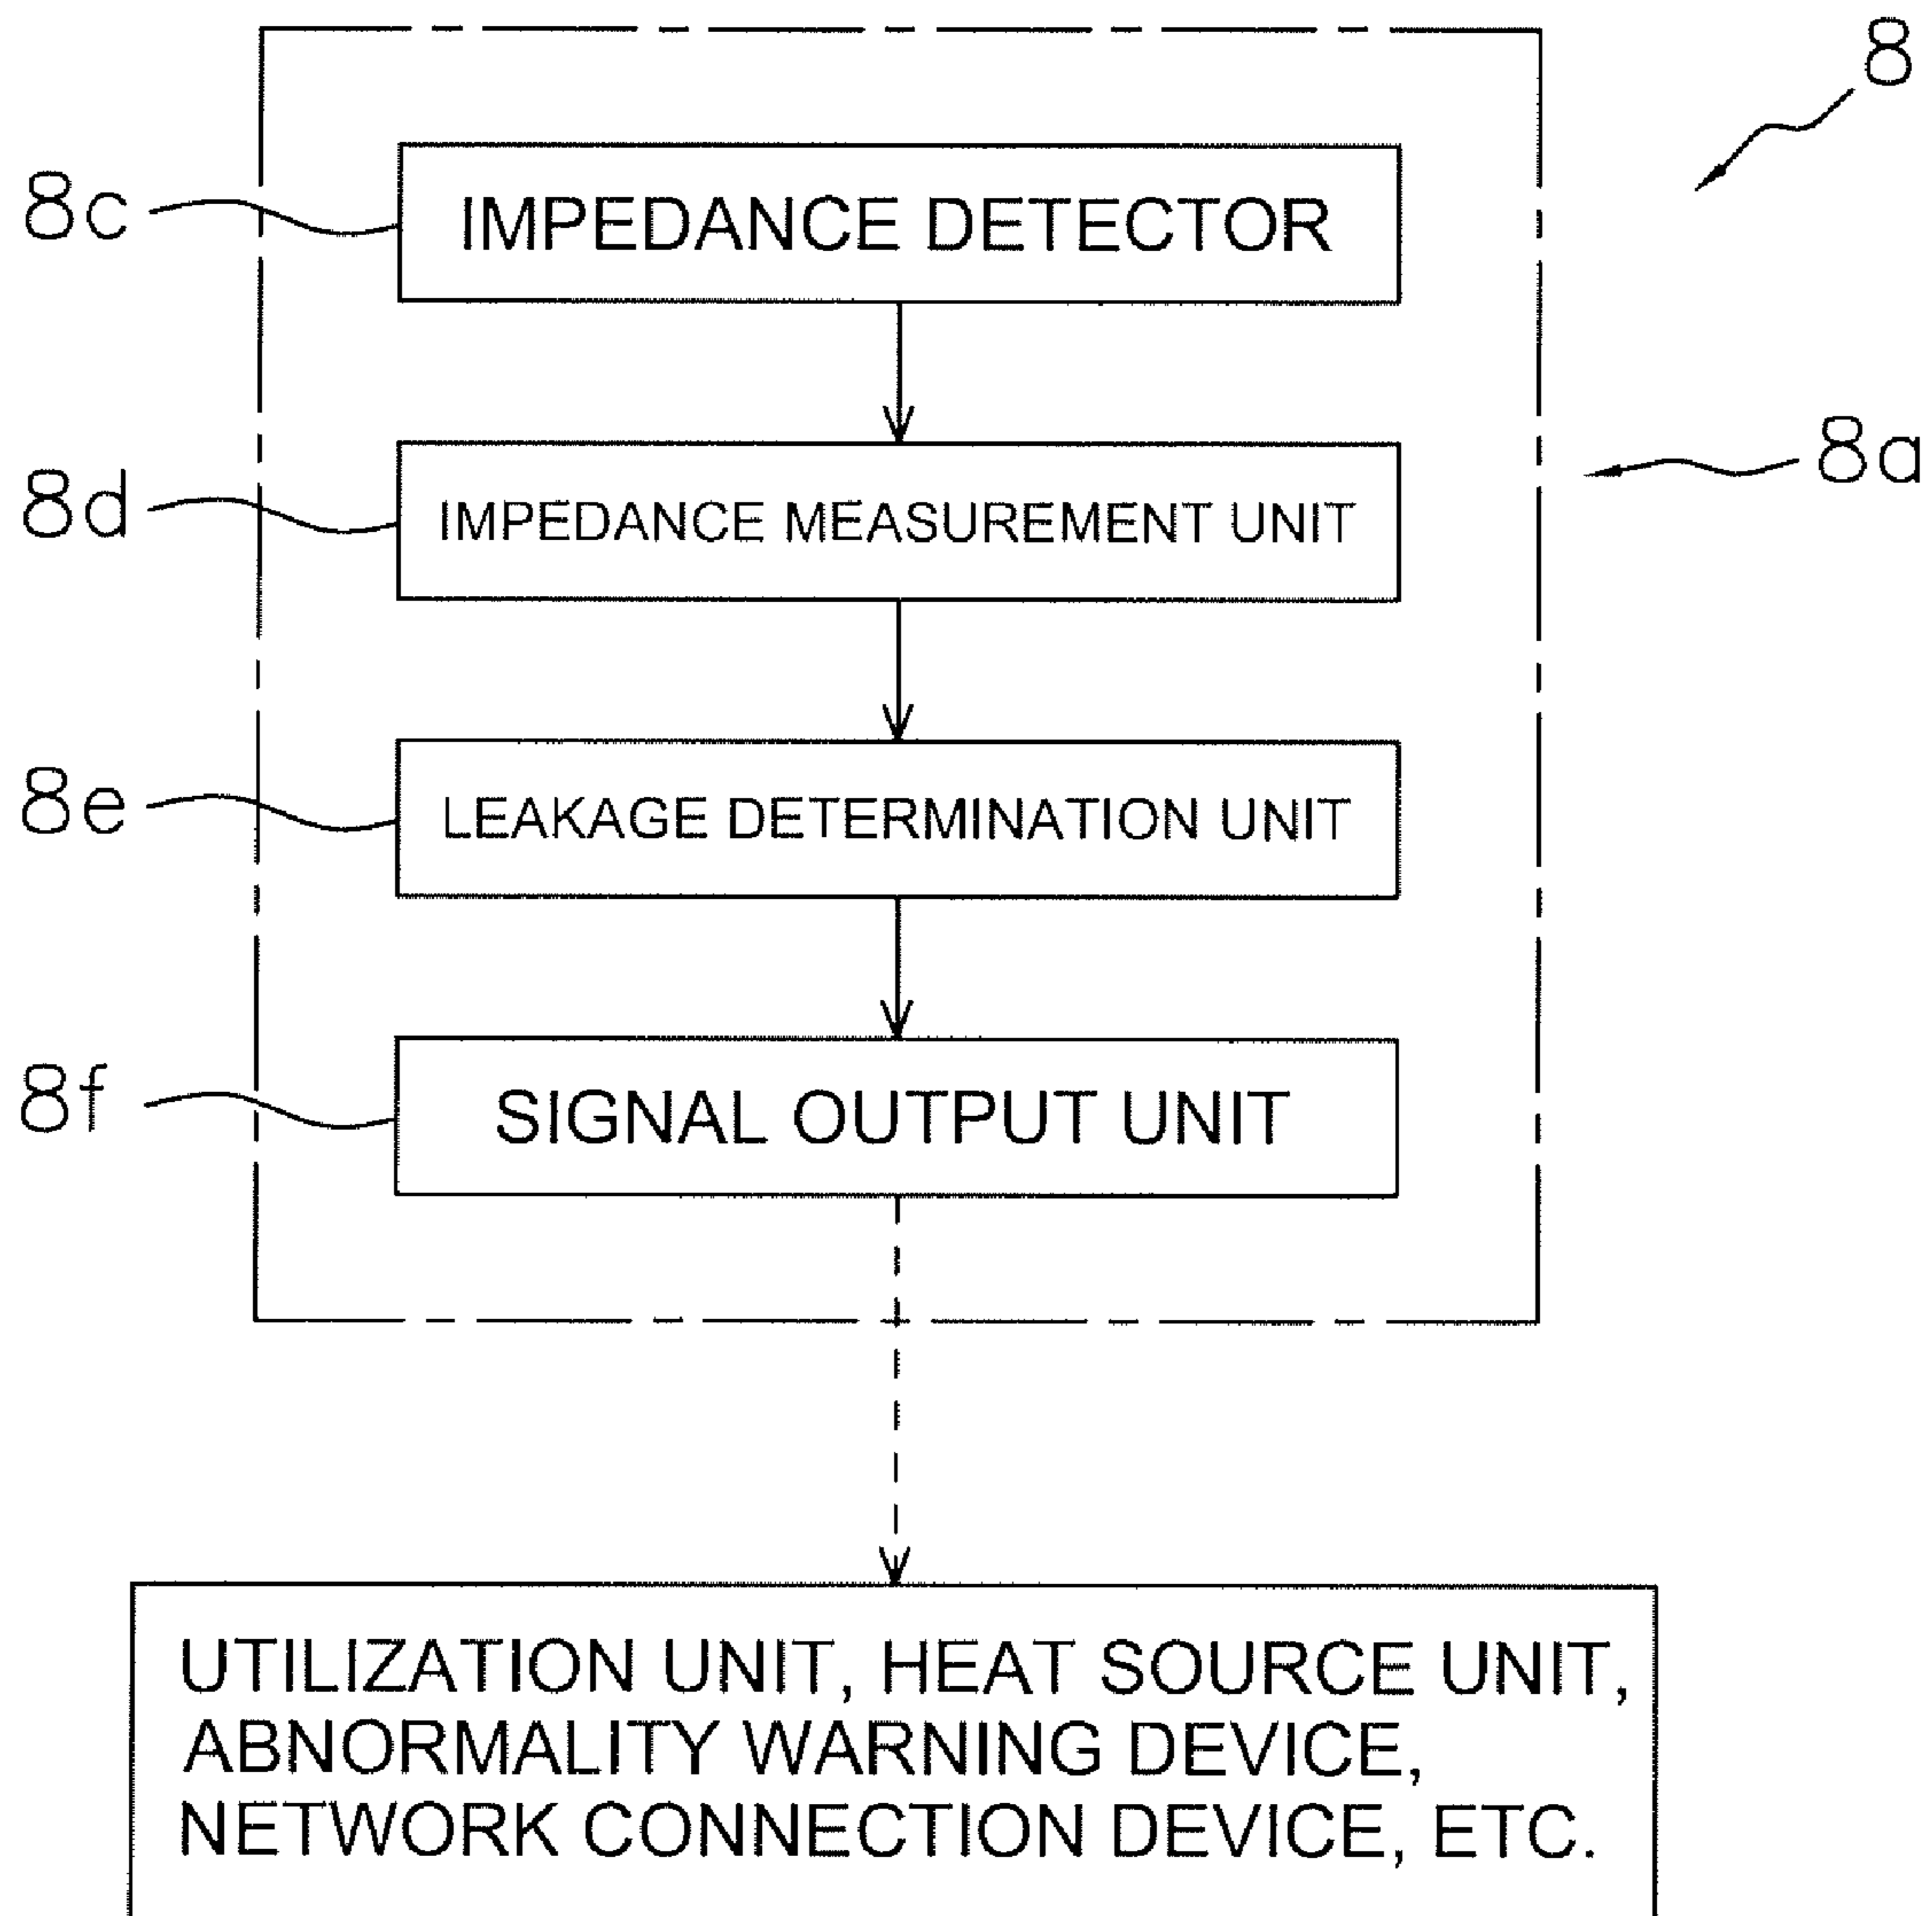 8
8c
IMPEDANCE DETECTOR
8a
8d
IMPEDANCE MEASUREMENT UNIT
8e
LEAKAGE DETERMINATION UNIT
8f
SIGNAL OUTPUT UNIT
UTILIZATION UNIT, HEAT SOURCE UNIT,
ABNORMALITY WARNING DEVICE,
NETWORK CONNECTION DEVICE, ETC.